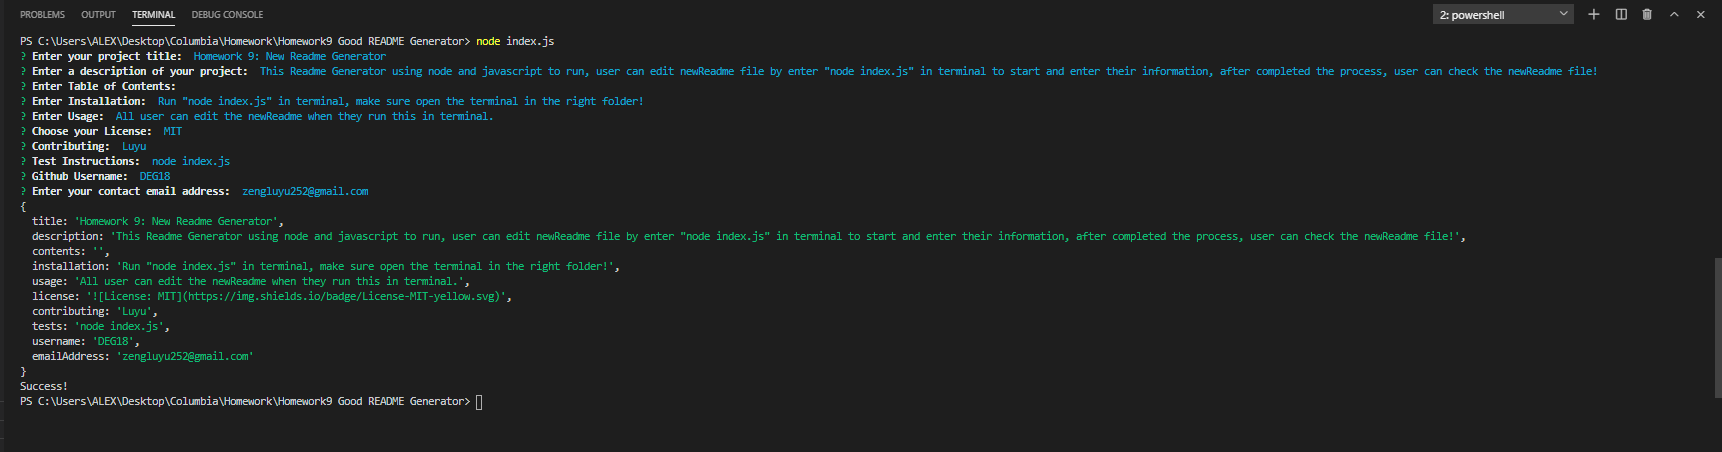 PROBLEMS OUTPUT TERMINAL DEBUG CONSOLE 2: powershell
PS C:\Users\ALEX\Desktop\Columbia\Homework\Homework9 Good README Generator> node index.js
? Enter your project title: Homework 9: New Readme Generator
? Enter a description of your project: This Readme Generator using node and javascript to run, user can edit newReadme file by enter "node index.js" in terminal to start and enter their information, after completed the process, user can check the newReadme file!
? Enter Table of Contents:
? Enter Installation: Run "node index.js" in terminal, make sure open the terminal in the right folder!
? Enter Usage: All user can edit the newReadme when they run this in terminal.
? Choose your License: MIT
? Contributing: Luyu
? Test Instructions: node index.js
? Github Username: DEG18
? Enter your contact email address: zengluyu252@gmail.com
{
title: 'Homework 9: New Readme Generator',
description: 'This Readme Generator using node and javascript to run, user can edit newReadme file by enter "node index.js" in terminal to start and enter their information, after completed the process, user can check the newReadme file!',
contents: '',
installation: 'Run "node index.js" in terminal, make sure open the terminal in the right folder!',
usage: 'All user can edit the newReadme when they run this in terminal.',
license: '![License: MIT](https://img.shields.io/badge/License-MIT-yellow.svg)',
contributing: 'Luyu',
tests: 'node index.js',
username: 'DEG18',
emailAddress: 'zengluyu252@gmail.com'
}
Success!
PS C:\Users\ALEX\Desktop\Columbia\Homework\Homework9 Good README Generator>